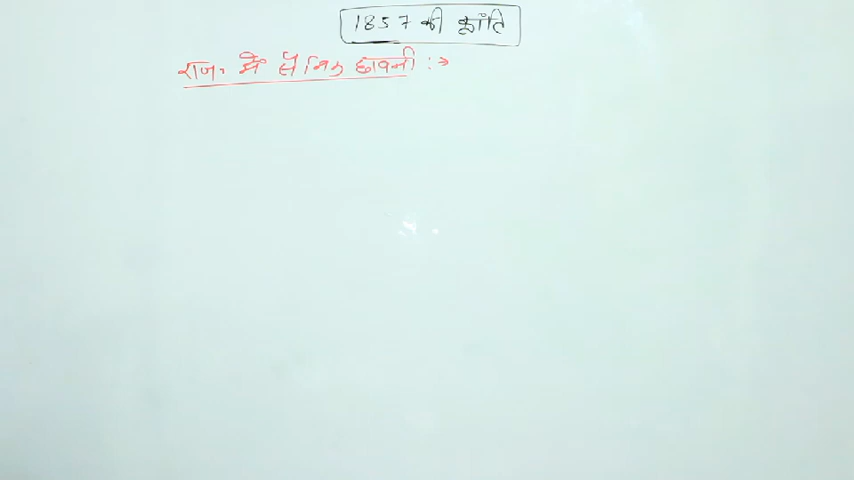 1857 की क्रांति
राज. में सैनिक छावनी :→